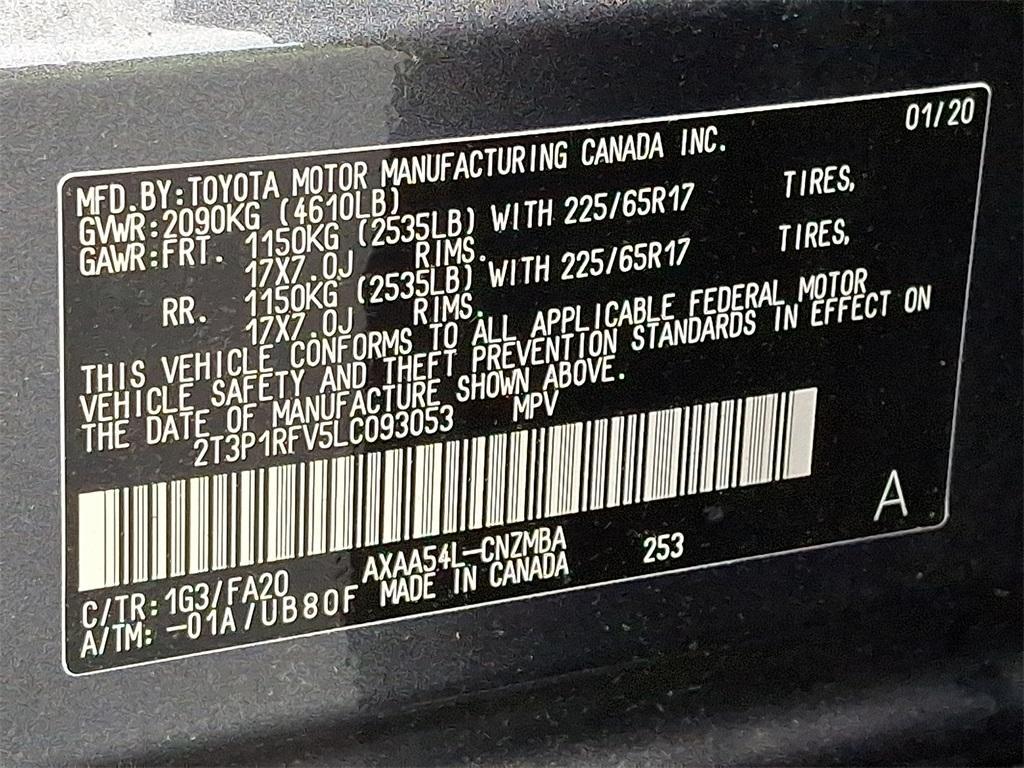 01/20
MFD.BY:TOYOTA MOTOR MANUFACTURING CANADA INC.
GVWR:2090KG (4610LB)
GAWR:FRT. 1150KG (2535LB) WITH 225/65R17 TIRES,
17X7.0J RIMS.
RR. 1150KG (2535LB) WITH 225/65R17 TIRES,
17X7.0J RIMS.
THIS VEHICLE CONFORMS TO ALL APPLICABLE FEDERAL MOTOR
VEHICLE SAFETY AND THEFT PREVENTION STANDARDS IN EFFECT ON
THE DATE OF MANUFACTURE SHOWN ABOVE.
2T3P1RFV5LC093053 MPV
A
C/TR:1G3/FA20 AXAA54L-CNZMBA 253
A/TM:-01A/UB80F MADE IN CANADA